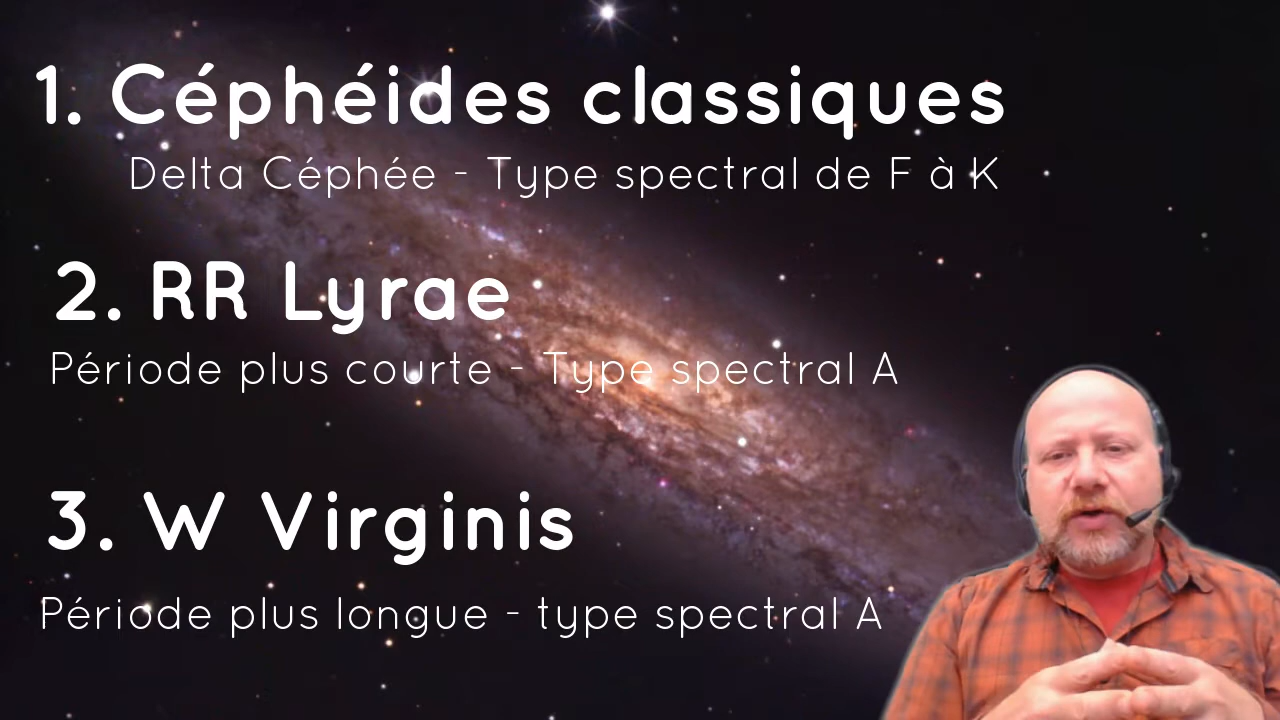 1. Céphéides classiques
Delta Céphée - Type spectral de F à K
2. RR Lyrae
Période plus courte - Type spectral A
3. W Virginis
Période plus longue - type spectral A